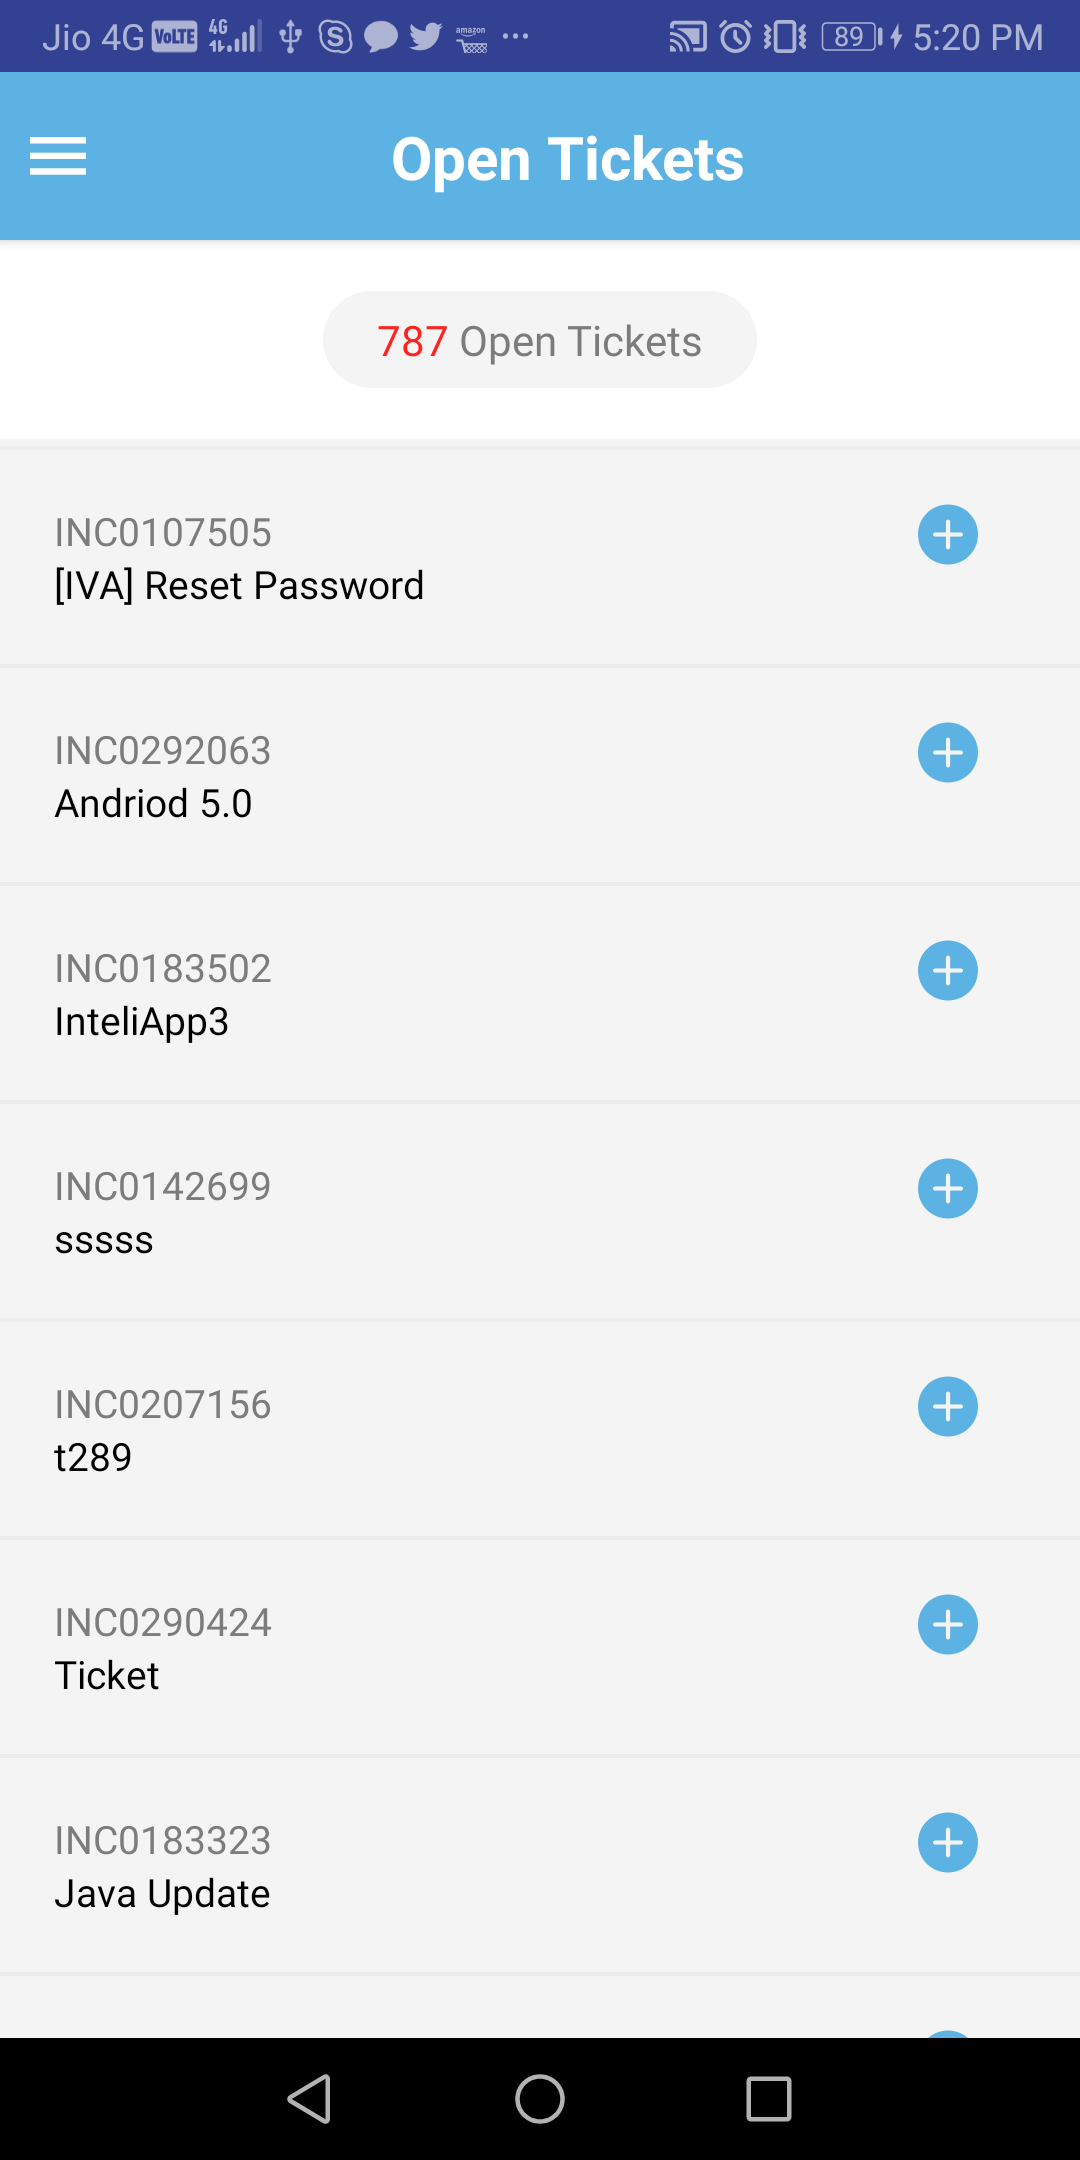 Jio 4G VoLTE 4G amazon 89 5:20 PM
Open Tickets
787 Open Tickets
INC0107505
[IVA] Reset Password
INC0292063
Andriod 5.0
INC0183502
InteliApp3
INC0142699
sssss
INC0207156
t289
INC0290424
Ticket
INC0183323
Java Update